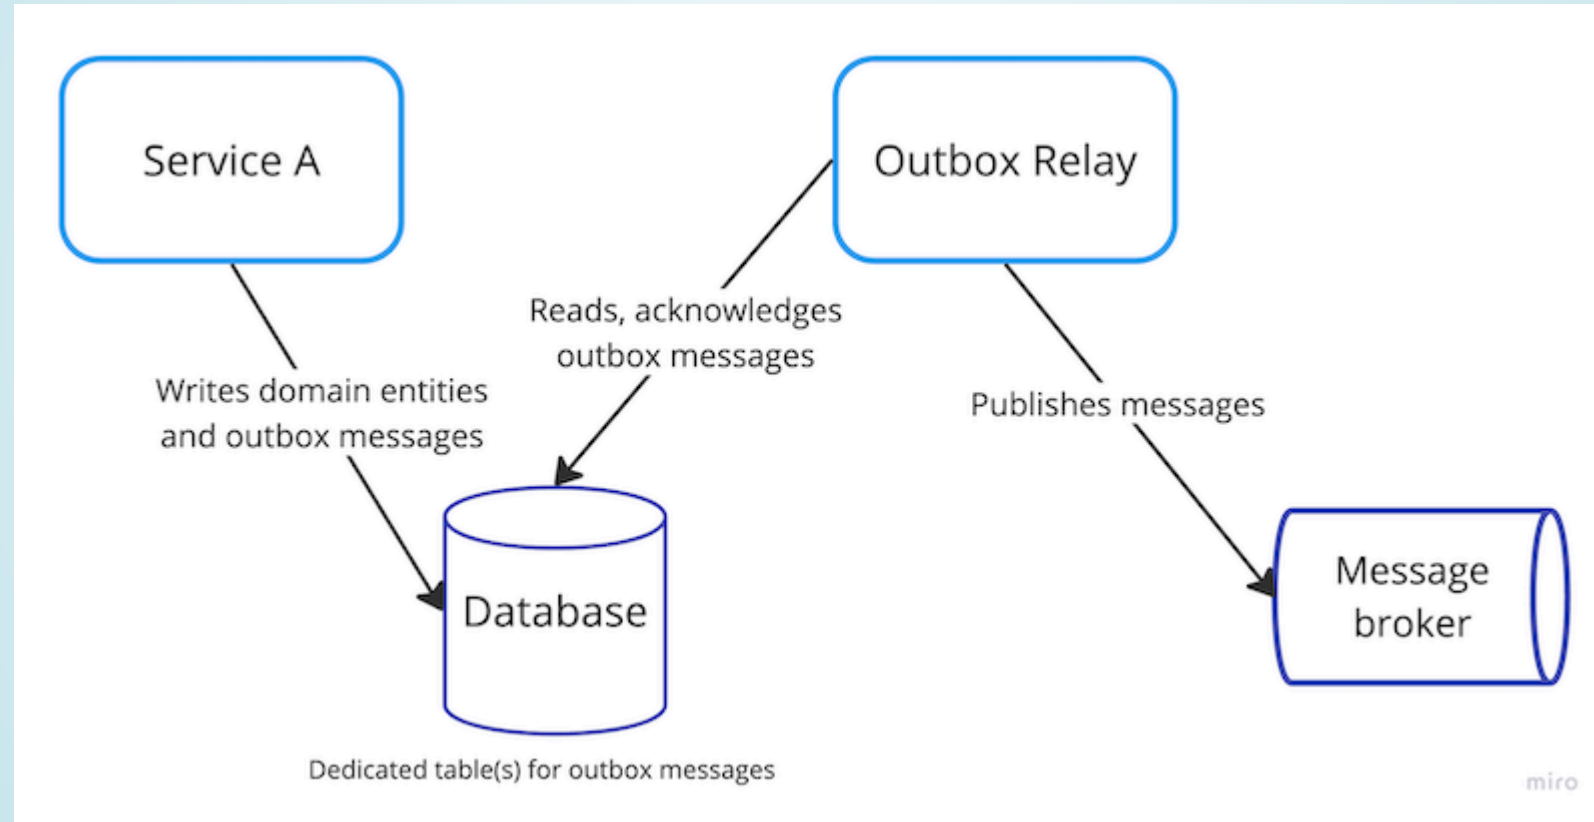 Service A
Outbox Relay
Reads, acknowledges
outbox messages
Writes domain entities
and outbox messages
Publishes messages
Database
Message
broker
Dedicated table(s) for outbox messages
miro